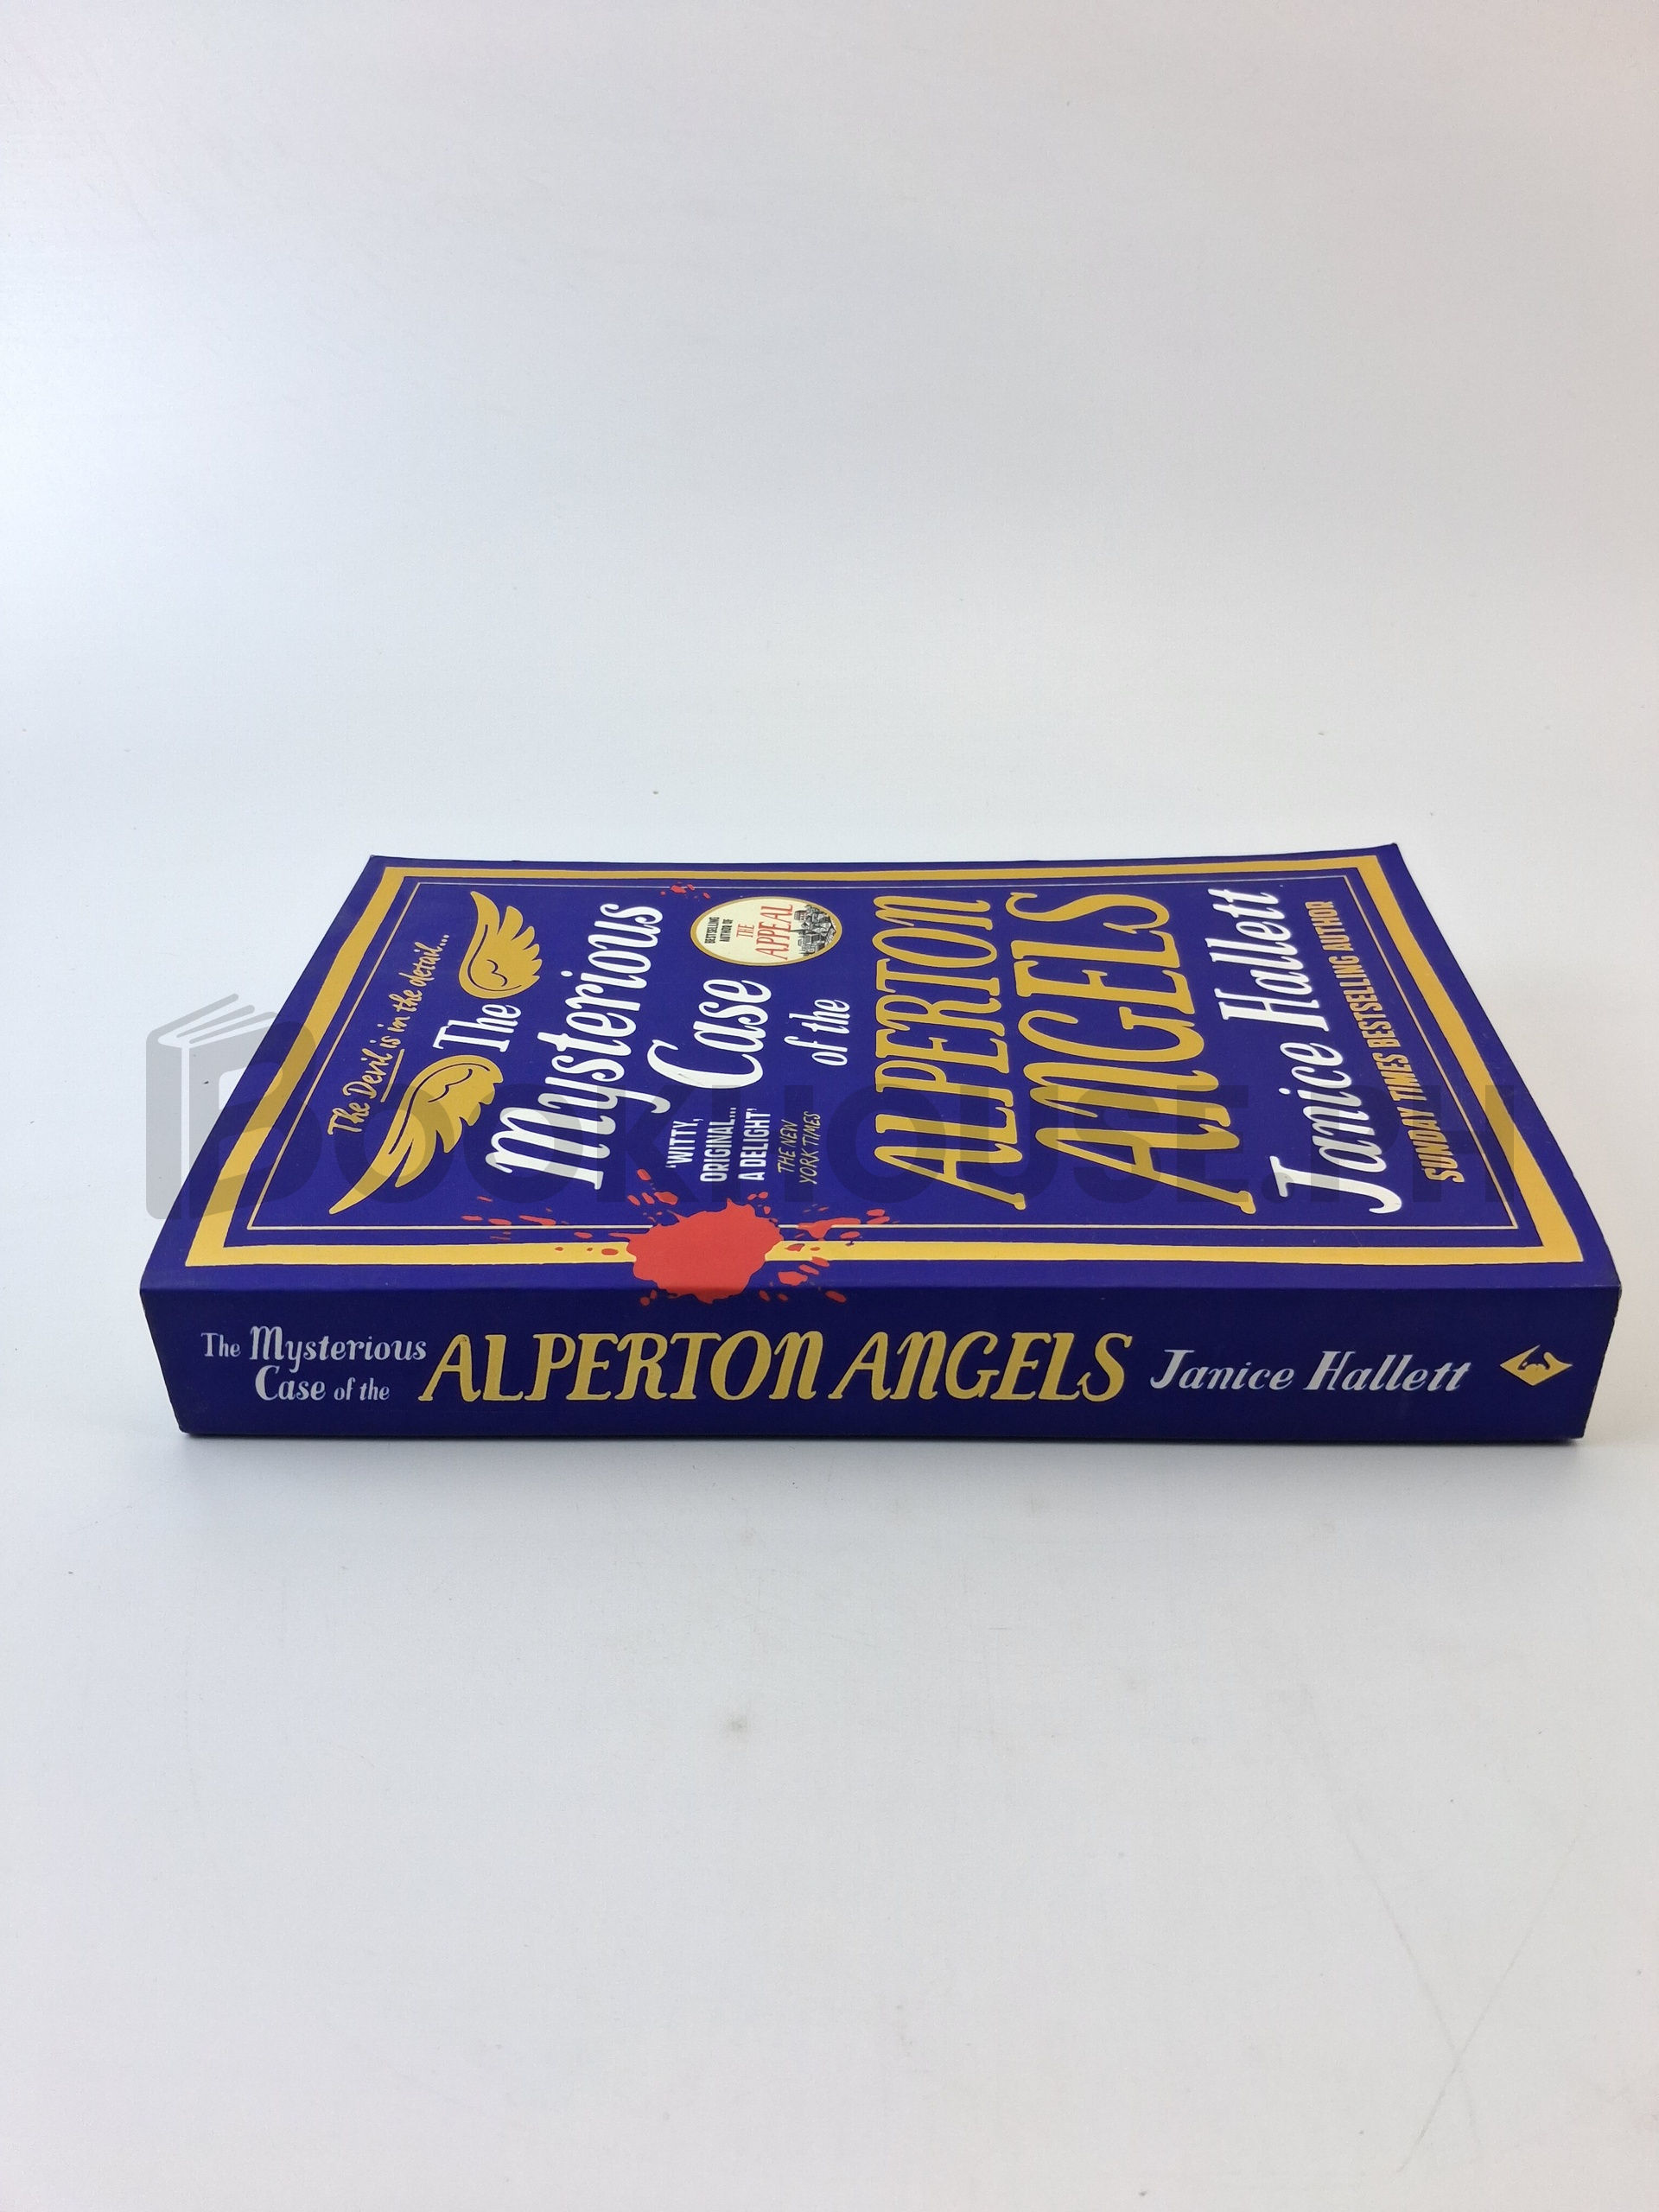 The Devil is in the detail...
The
Mysterious
Case
of the
'WITTY,
ORIGINAL...
A DELIGHT'
THE NEW
YORK TIMES
BESTSELLING
AUTHOR OF
THE
APPEAL
ALPERTON
ANGELS
Janice Hallett
SUNDAY TIMES BESTSELLING AUTHOR
The Mysterious
Case of the
ALPERTON ANGELS
Janice Hallett
BOOKHOUSE.PH